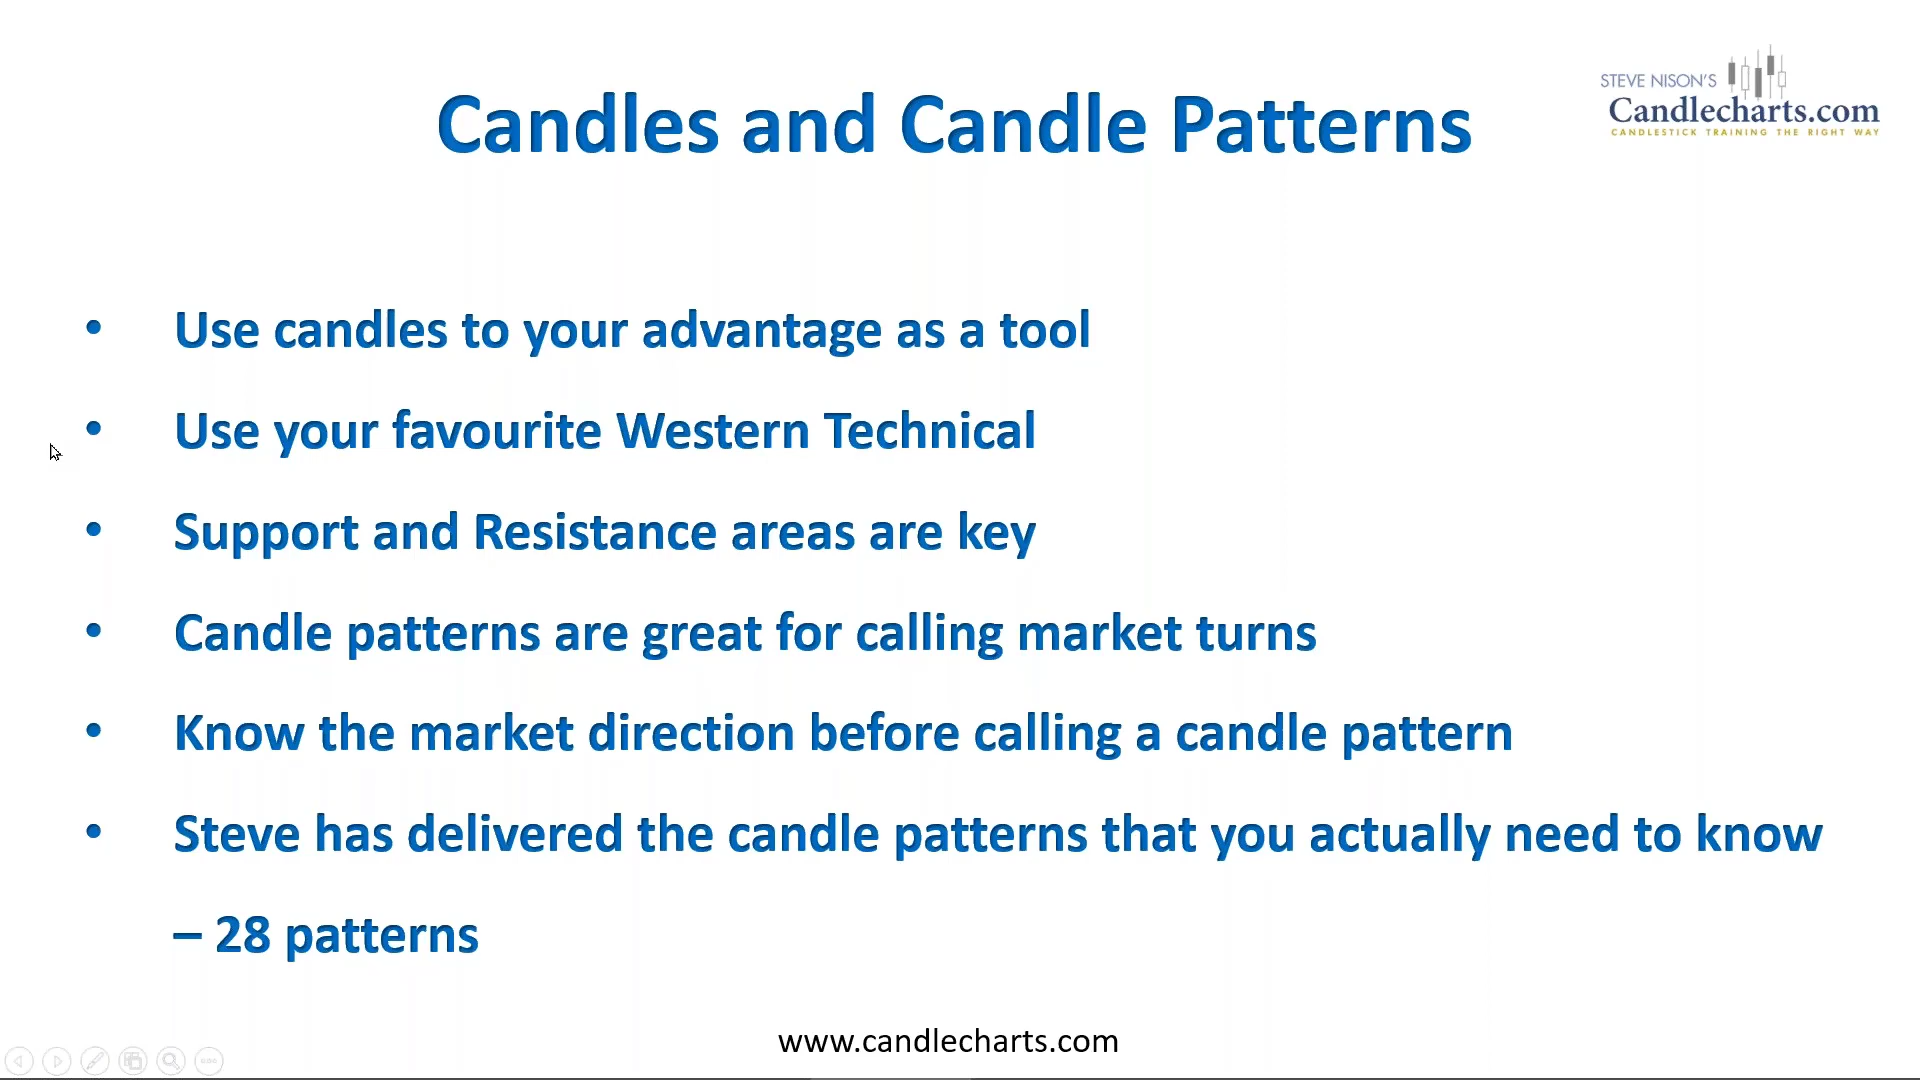 STEVE NISON'S
Candlecharts.com
CANDLESTICK TRAINING THE RIGHT WAY
Candles and Candle Patterns
• Use candles to your advantage as a tool
• Use your favourite Western Technical
• Support and Resistance areas are key
• Candle patterns are great for calling market turns
• Know the market direction before calling a candle pattern
• Steve has delivered the candle patterns that you actually need to know
– 28 patterns
www.candlecharts.com